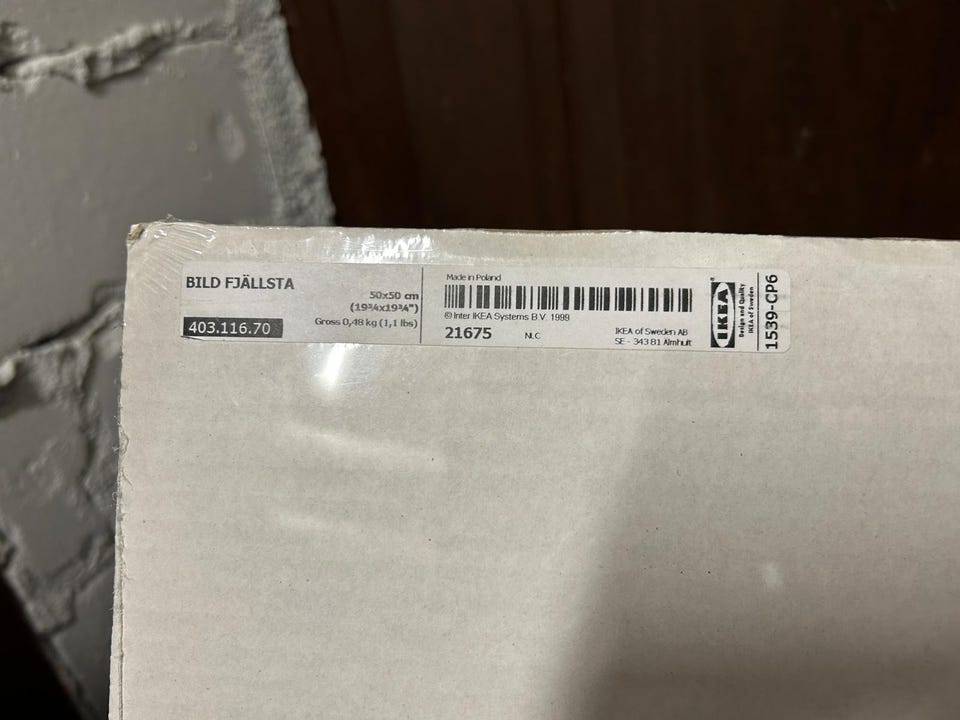 BILD FJÄLLSTA
50x50 cm
(19¾x19¾")
403.116.70
Gross 0,48 kg (1,1 lbs)
Made in Poland
© Inter IKEA Systems B.V. 1999
21675
NLC
IKEA of Sweden AB
SE - 343 81 Älmhult
IKEA
®
Design and Quality
IKEA of Sweden
1539-CP6